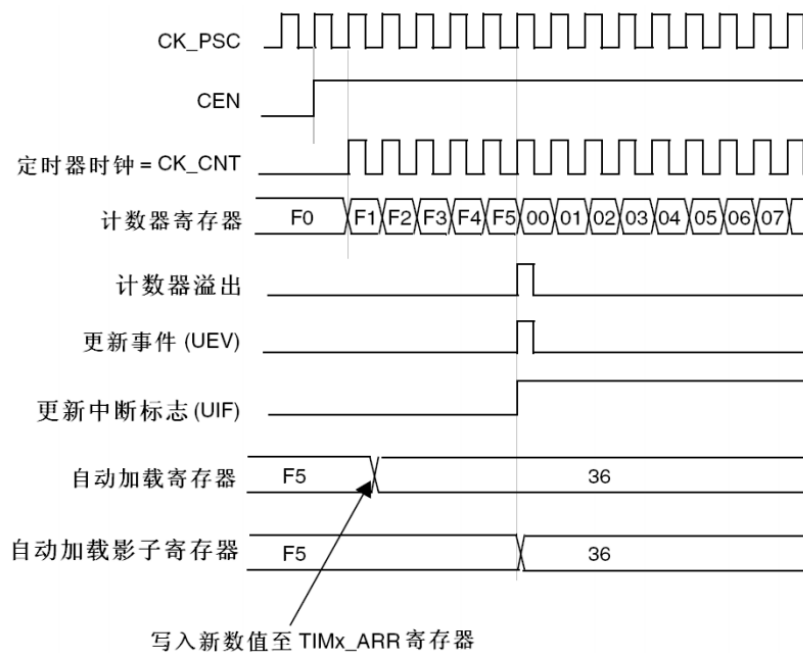 CK_PSC
CEN
定时器时钟 = CK_CNT
计数器寄存器 F0 F1 F2 F3 F4 F5 00 01 02 03 04 05 06 07
计数器溢出
更新事件 (UEV)
更新中断标志 (UIF)
自动加载寄存器 F5 36
自动加载影子寄存器 F5 36
写入新数值至 TIMx_ARR 寄存器